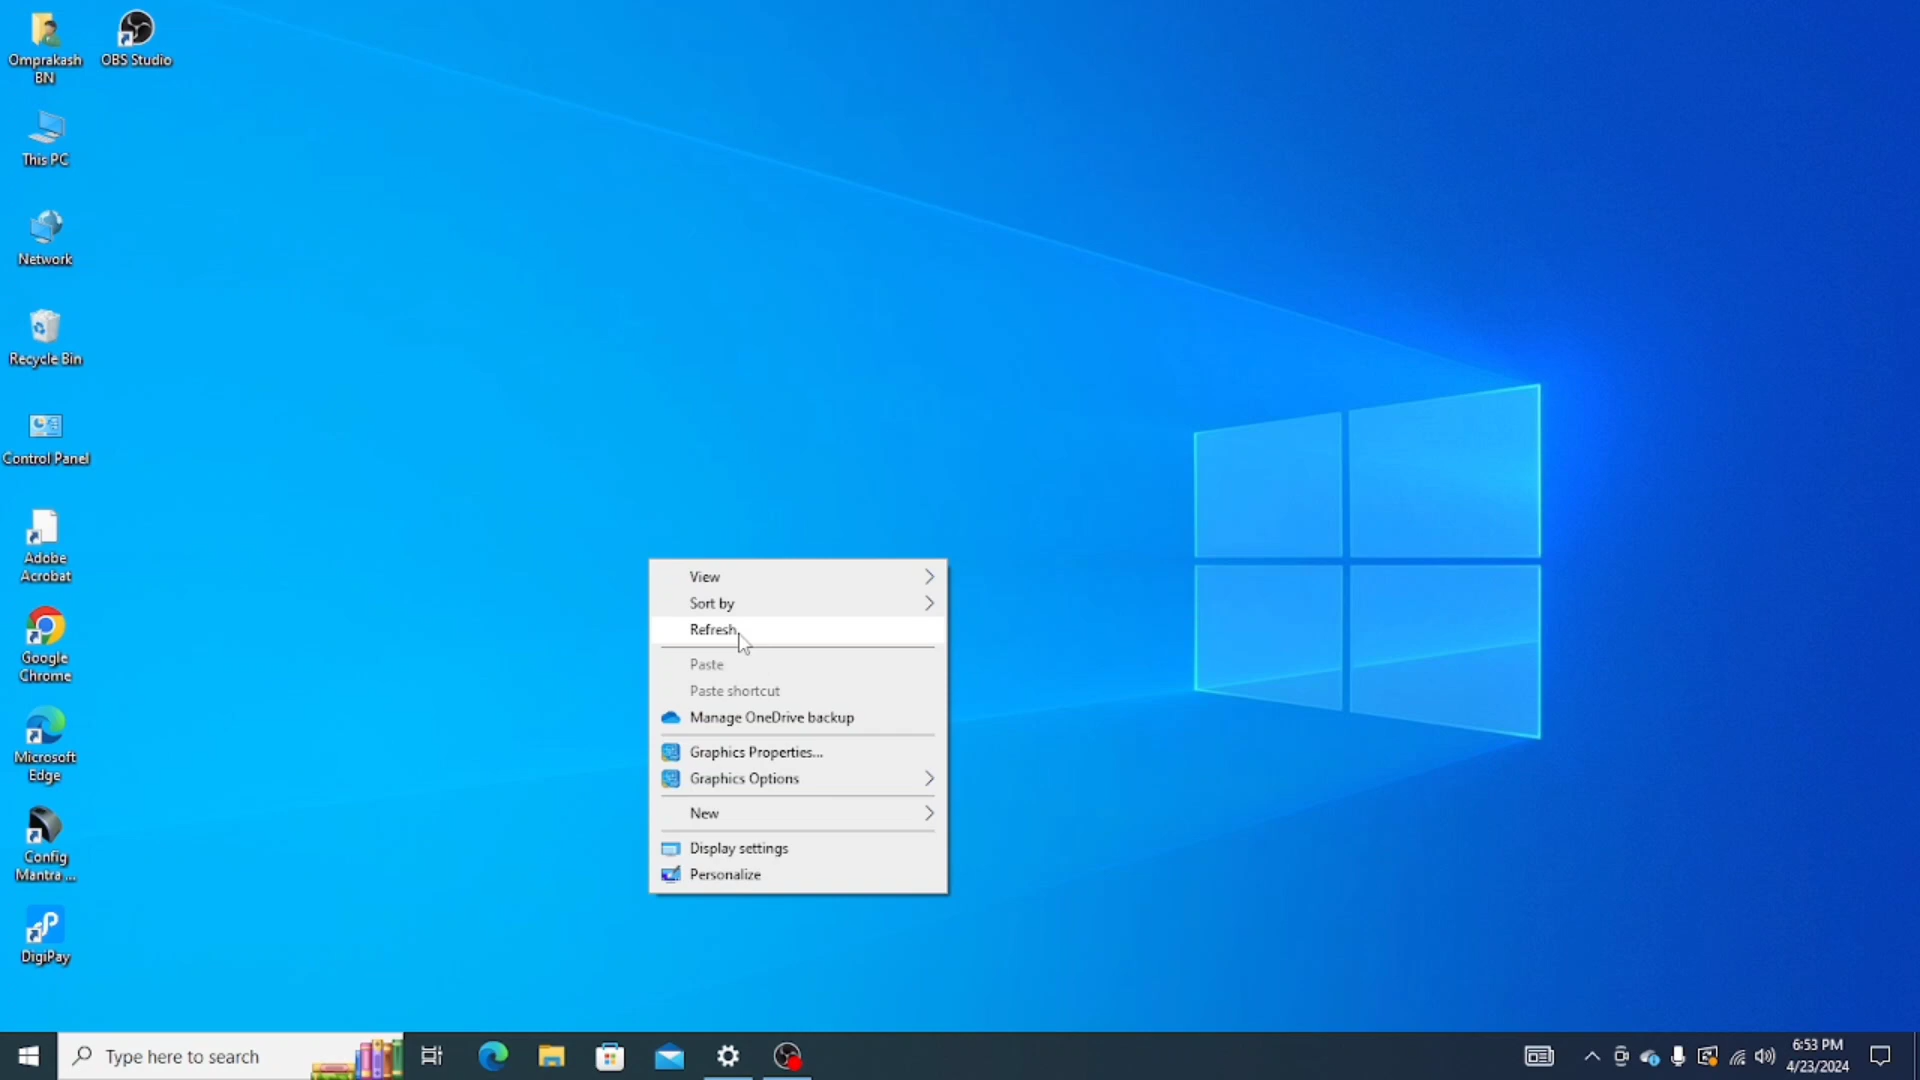 Omprakash
BN
OBS Studio
This PC
Network
Recycle Bin
Control Panel
Adobe
Acrobat
Google
Chrome
Microsoft
Edge
Config
Mantra ...
DigiPay
View
Sort by
Refresh
Paste
Paste shortcut
Manage OneDrive backup
Graphics Properties...
Graphics Options
New
Display settings
Personalize
Type here to search
6:53 PM
4/23/2024